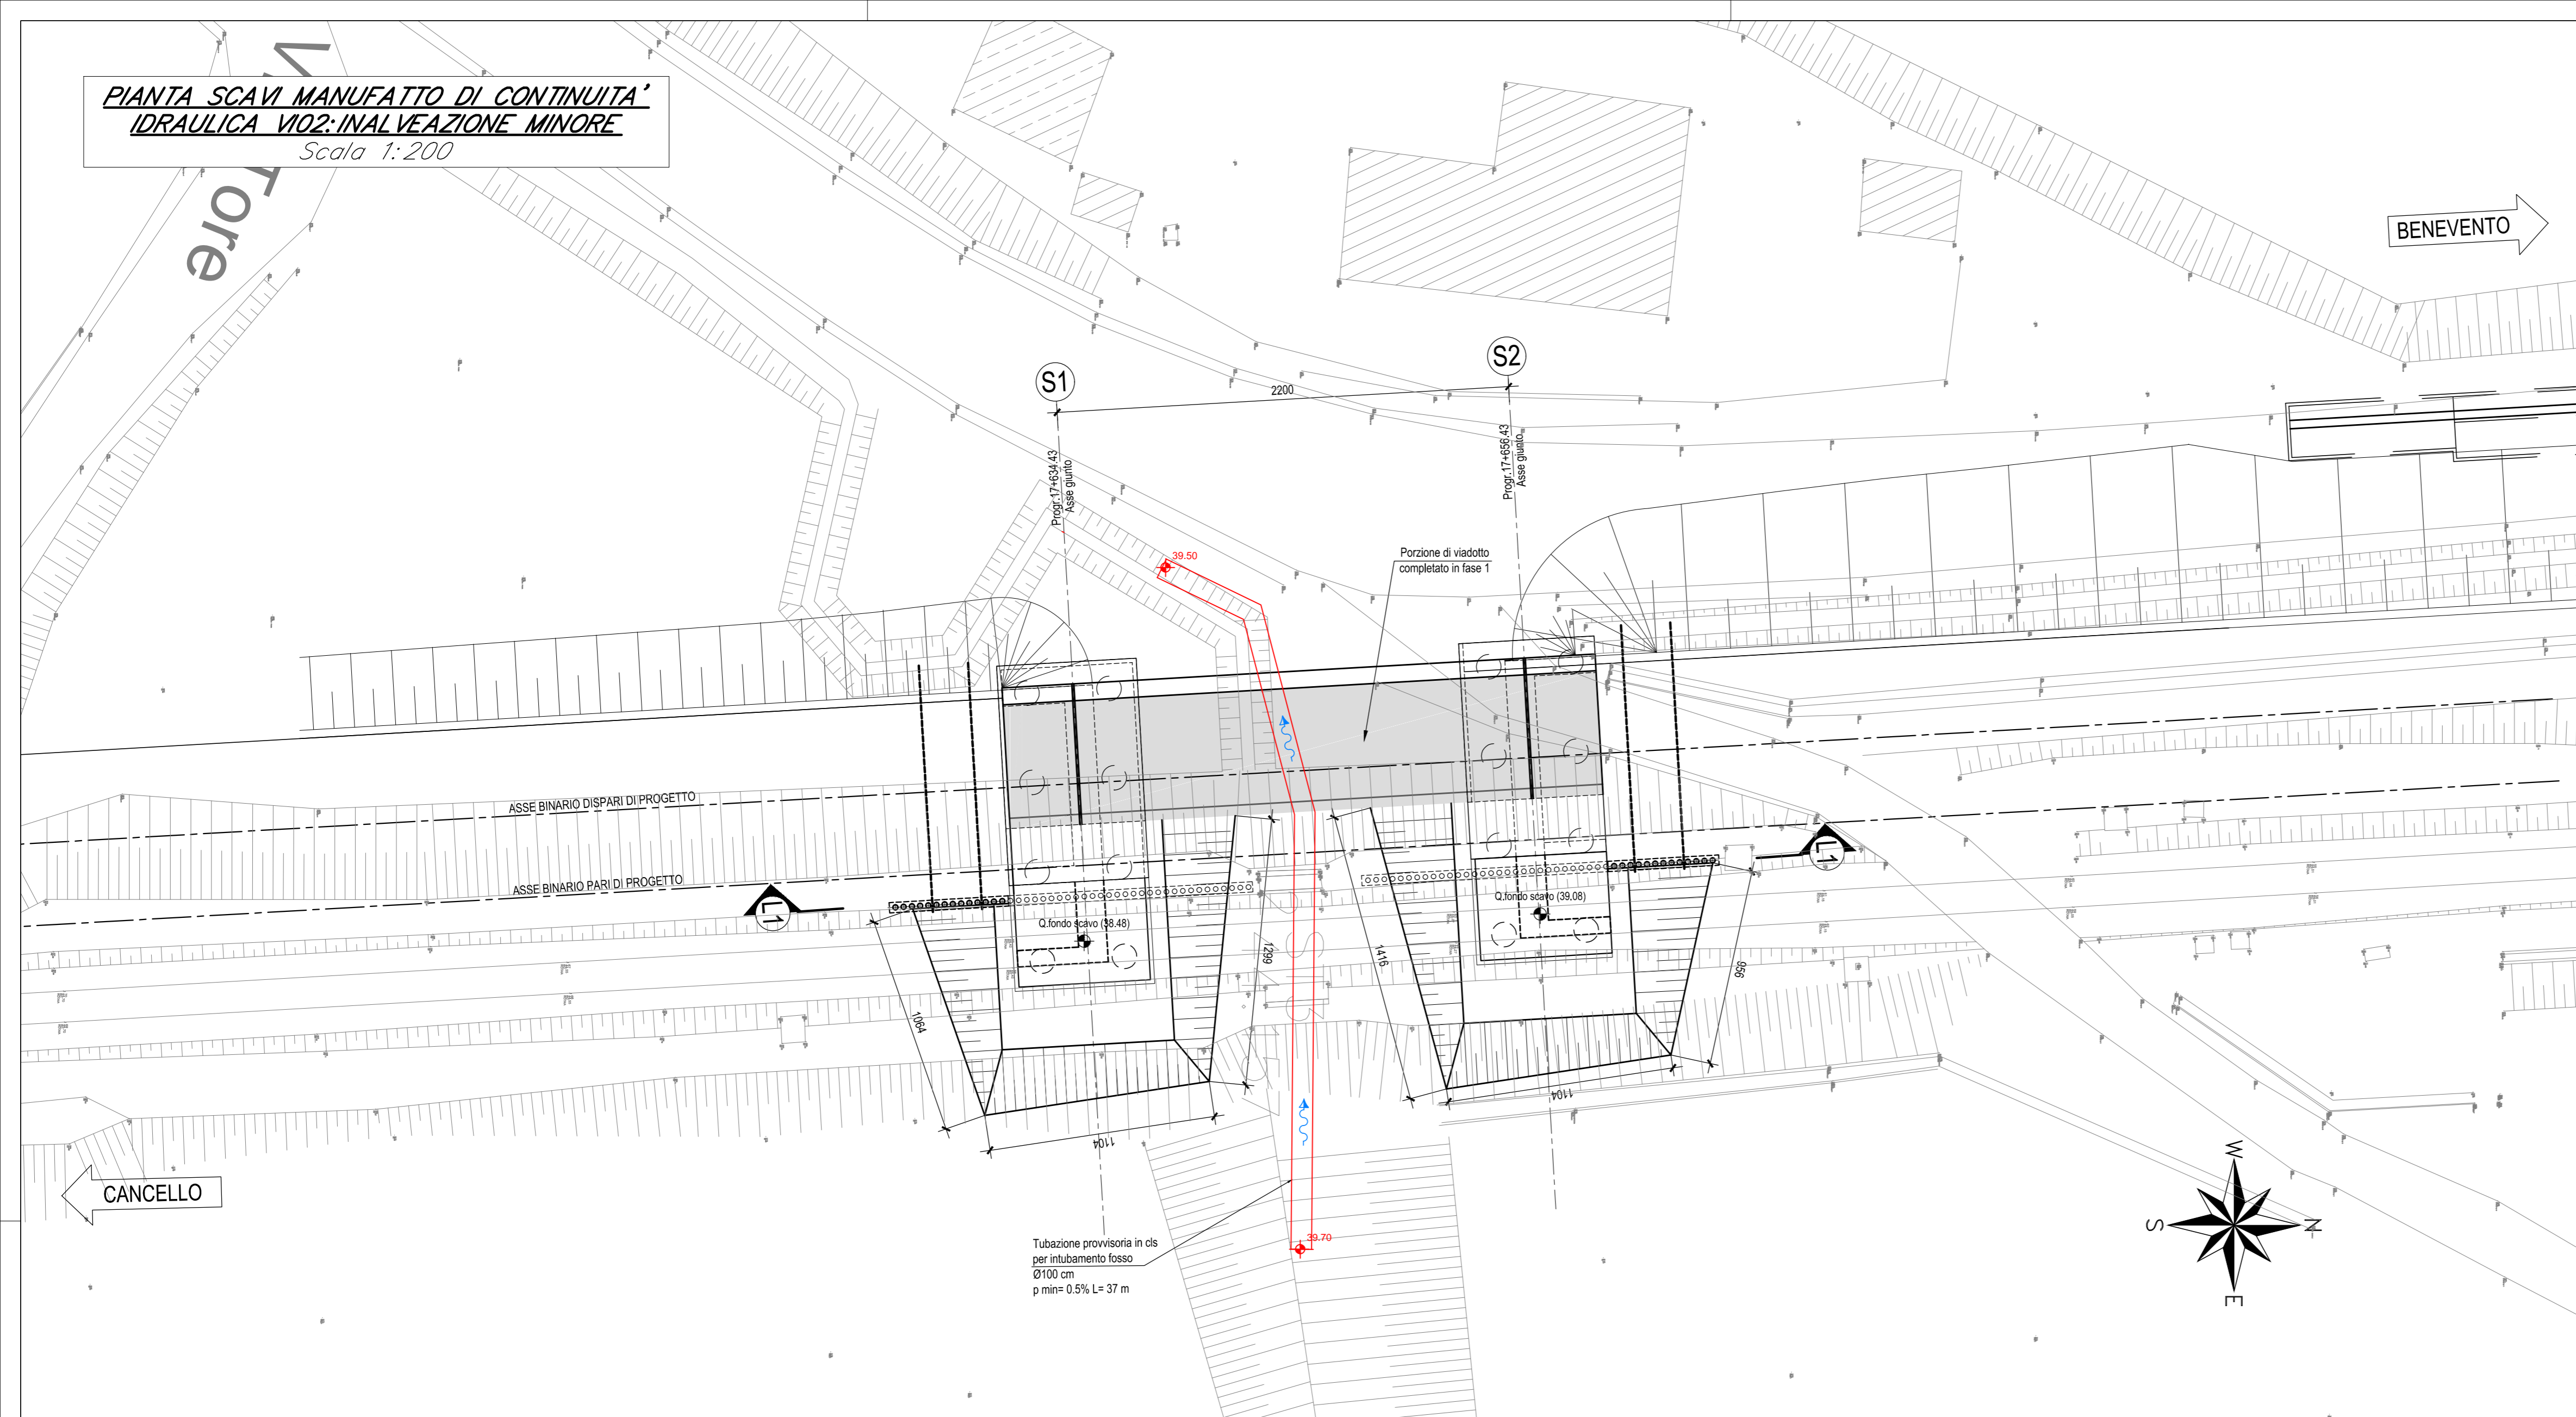 PIANTA SCAVI MANUFATTO DI CONTINUITA'
IDRAULICA VI02: INALVEAZIONE MINORE
Scala 1:200
Tore
BENEVENTO
S1
S2
2200
Progr.17+634.43
Asse giunto
Progr.17+656.43
Asse giunto
39.50
Porzione di viadotto
completato in fase 1
ASSE BINARIO DISPARI DI PROGETTO
ASSE BINARIO PARI DI PROGETTO
L1
L1
Q.fondo scavo (38.48)
Q.fondo scavo (39.08)
1064
1299
1416
956
1104
1104
CANCELLO
Tubazione provvisoria in cls
per intubamento fosso
Ø100 cm
p min= 0.5% L= 37 m
39.70
W
S
N
E